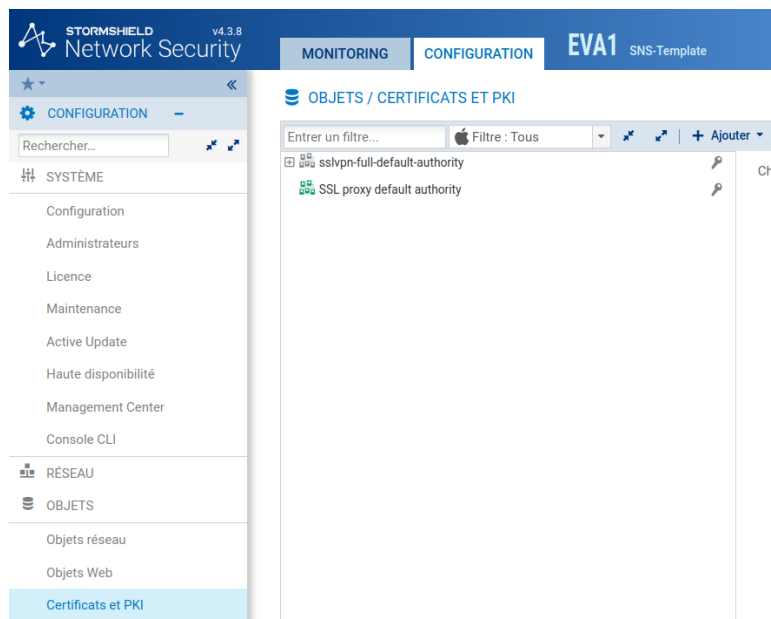 STORMSHIELD v4.3.8
Network Security
MONITORING CONFIGURATION EVA1 SNS-Template
CONFIGURATION
Rechercher...
SYSTÈME
Configuration
Administrateurs
Licence
Maintenance
Active Update
Haute disponibilité
Management Center
Console CLI
RÉSEAU
OBJETS
Objets réseau
Objets Web
Certificats et PKI
OBJETS / CERTIFICATS ET PKI
Entrer un filtre... Filtre : Tous + Ajouter
sslvpn-full-default-authority
SSL proxy default authority
Ch